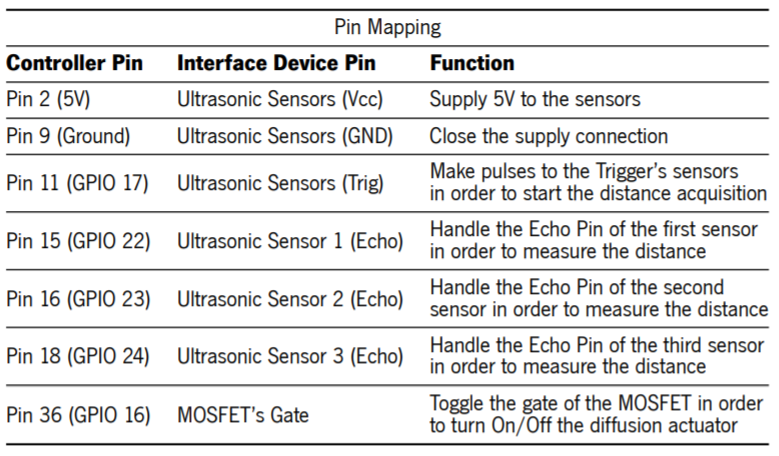 Pin Mapping
Controller Pin Interface Device Pin Function
Pin 2 (5V) Ultrasonic Sensors (Vcc) Supply 5V to the sensors
Pin 9 (Ground) Ultrasonic Sensors (GND) Close the supply connection
Pin 11 (GPIO 17) Ultrasonic Sensors (Trig) Make pulses to the Trigger's sensors
in order to start the distance acquisition
Pin 15 (GPIO 22) Ultrasonic Sensor 1 (Echo) Handle the Echo Pin of the first sensor
in order to measure the distance
Pin 16 (GPIO 23) Ultrasonic Sensor 2 (Echo) Handle the Echo Pin of the second
sensor in order to measure the distance
Pin 18 (GPIO 24) Ultrasonic Sensor 3 (Echo) Handle the Echo Pin of the third sensor
in order to measure the distance
Pin 36 (GPIO 16) MOSFET's Gate Toggle the gate of the MOSFET in order
to turn On/Off the diffusion actuator